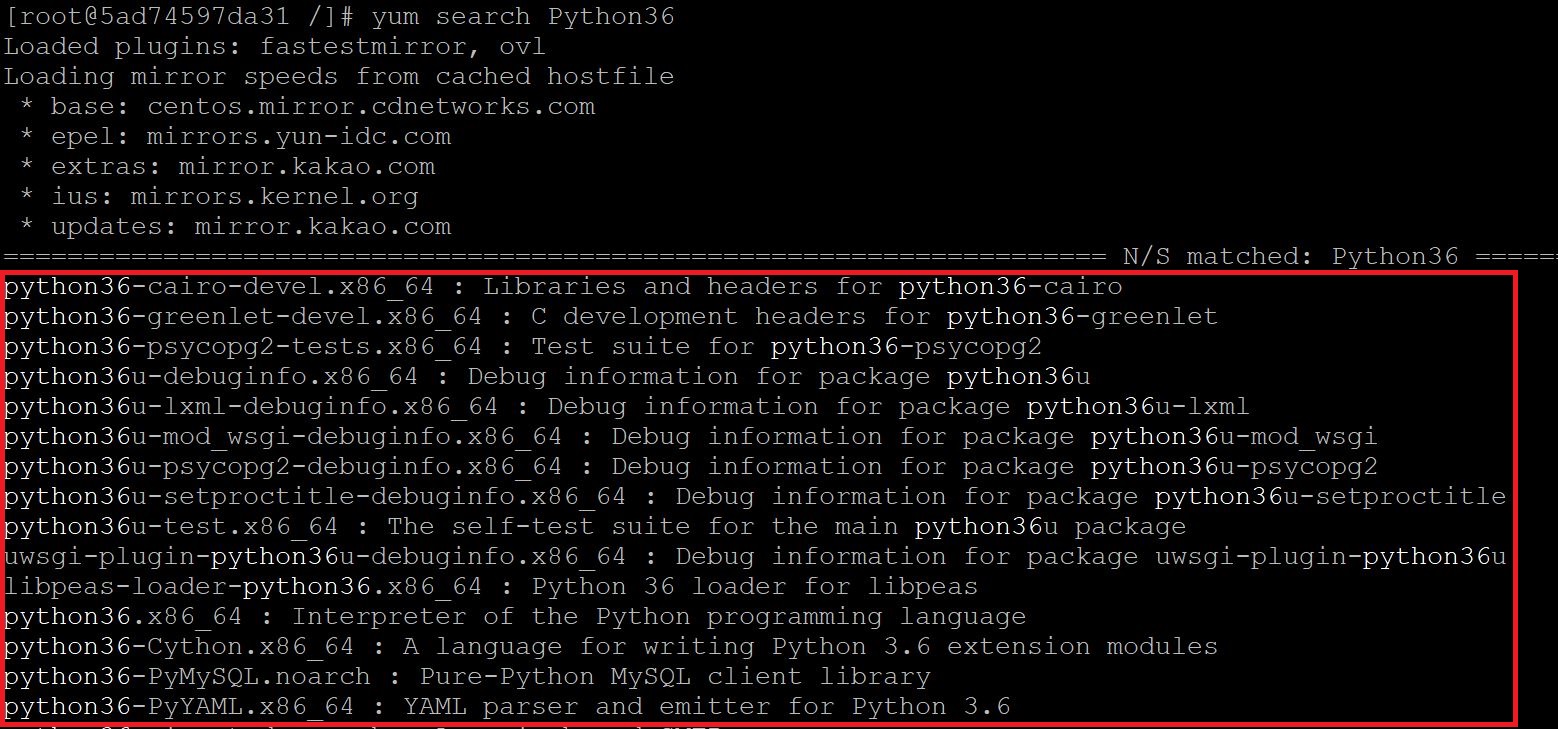 [root@5ad74597da31 /]# yum search Python36
Loaded plugins: fastestmirror, ovl
Loading mirror speeds from cached hostfile
 * base: centos.mirror.cdnetworks.com
 * epel: mirrors.yun-idc.com
 * extras: mirror.kakao.com
 * ius: mirrors.kernel.org
 * updates: mirror.kakao.com
===================================================================== N/S matched: Python36 ======
python36-cairo-devel.x86_64 : Libraries and headers for python36-cairo
python36-greenlet-devel.x86_64 : C development headers for python36-greenlet
python36-psycopg2-tests.x86_64 : Test suite for python36-psycopg2
python36u-debuginfo.x86_64 : Debug information for package python36u
python36u-lxml-debuginfo.x86_64 : Debug information for package python36u-lxml
python36u-mod_wsgi-debuginfo.x86_64 : Debug information for package python36u-mod_wsgi
python36u-psycopg2-debuginfo.x86_64 : Debug information for package python36u-psycopg2
python36u-setproctitle-debuginfo.x86_64 : Debug information for package python36u-setproctitle
python36u-test.x86_64 : The self-test suite for the main python36u package
uwsgi-plugin-python36u-debuginfo.x86_64 : Debug information for package uwsgi-plugin-python36u
libpeas-loader-python36.x86_64 : Python 36 loader for libpeas
python36.x86_64 : Interpreter of the Python programming language
python36-Cython.x86_64 : A language for writing Python 3.6 extension modules
python36-PyMySQL.noarch : Pure-Python MySQL client library
python36-PyYAML.x86_64 : YAML parser and emitter for Python 3.6